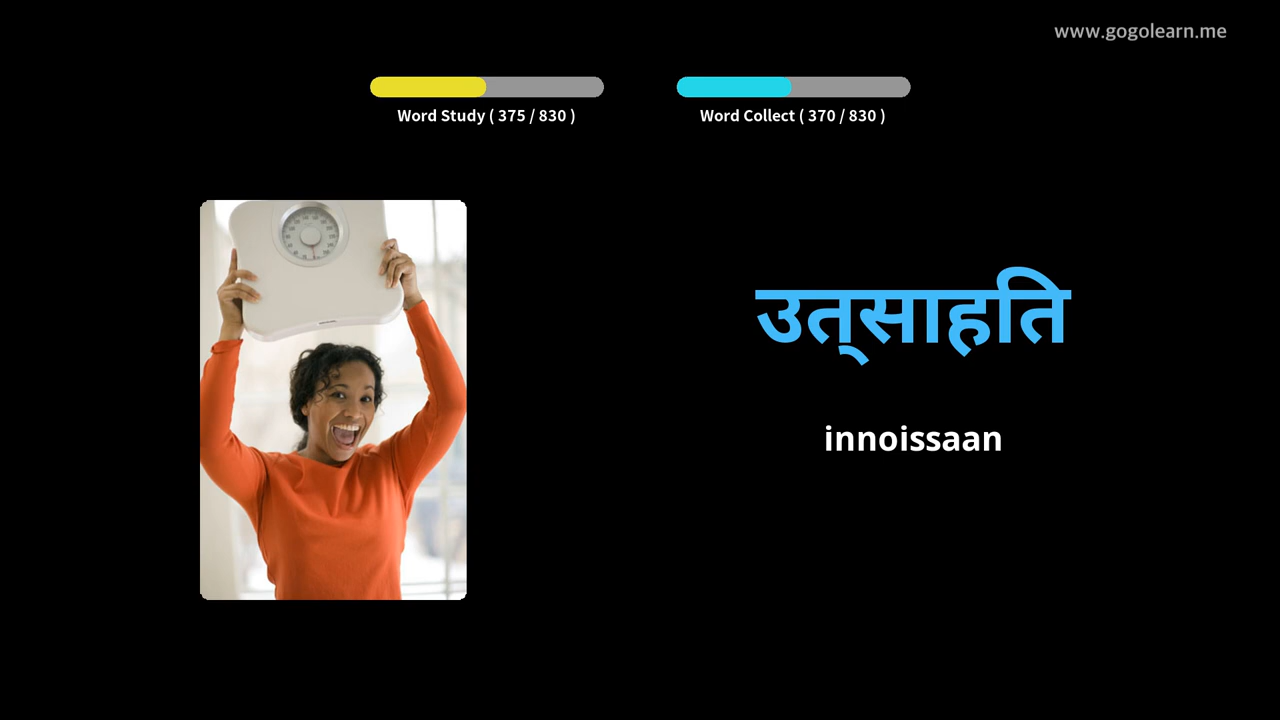 www.gogolearn.me
Word Study ( 375 / 830 )
Word Collect ( 370 / 830 )
उत्साहति
innoissaan